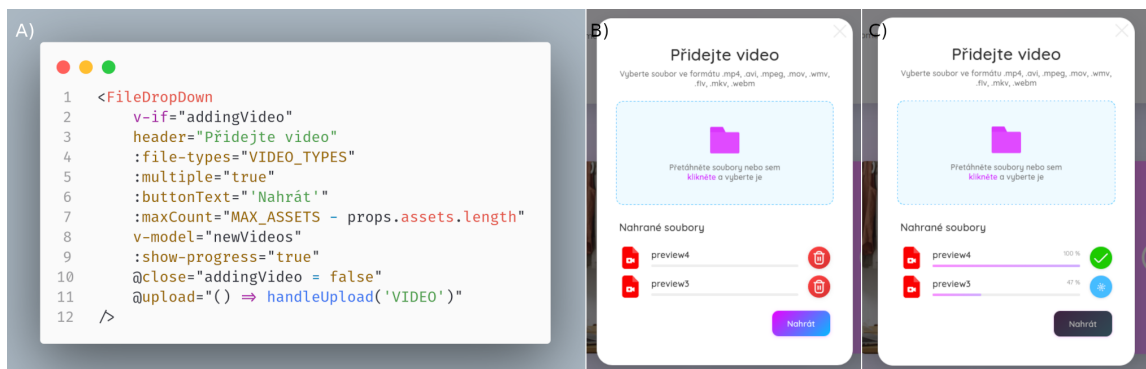 A)
1 <FileDropDown
2 v-if="addingVideo"
3 header="Přidejte video"
4 :file-types="VIDEO_TYPES"
5 :multiple="true"
6 :buttonText="'Nahrát'"
7 :maxCount="MAX_ASSETS - props.assets.length"
8 v-model="newVideos"
9 :show-progress="true"
10 @close="addingVideo = false"
11 @upload="() => handleUpload('VIDEO')"
12 />
B)
Přidejte video
Vyberte soubor ve formátu .mp4, .avi, .mpeg, .mov, .wmv,
.flv, .mkv, .webm
Přetáhněte soubory nebo sem
klikněte a vyberte je
Nahrané soubory
preview4
preview3
Nahrát
C)
Přidejte video
Vyberte soubor ve formátu .mp4, .avi, .mpeg, .mov, .wmv,
.flv, .mkv, .webm
Přetáhněte soubory nebo sem
klikněte a vyberte je
Nahrané soubory
preview4 100 %
preview3 47 %
Nahrát